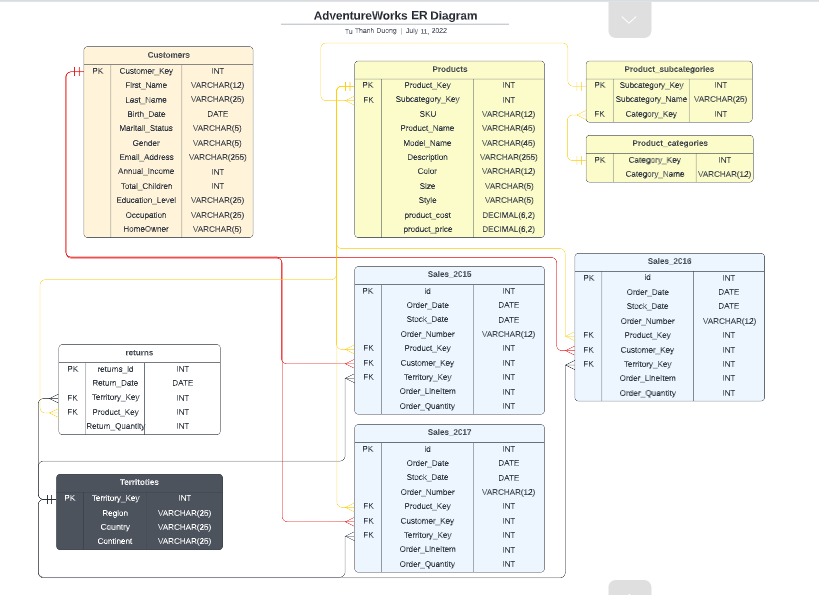 AdventureWorks ER Diagram
Tu Thanh Duong | July 11, 2022
Customers
PK Customer_Key INT
First_Name VARCHAR(12)
Last_Name VARCHAR(25)
Birth_Date DATE
Maritail_Status VARCHAR(5)
Gender VARCHAR(5)
Email_Address VARCHAR(255)
Annual_Income INT
Total_Children INT
Education_Level VARCHAR(25)
Occupation VARCHAR(25)
HomeOwner VARCHAR(5)
Products
PK Product_Key INT
FK Subcategory_Key INT
SKU VARCHAR(12)
Product_Name VARCHAR(45)
Model_Name VARCHAR(45)
Description VARCHAR(255)
Color VARCHAR(12)
Size VARCHAR(5)
Style VARCHAR(5)
product_cost DECIMAL(6,2)
product_price DECIMAL(6,2)
Product_subcategories
PK Subcategory_Key INT
Subcategory_Name VARCHAR(25)
FK Category_Key INT
Product_categories
PK Category_Key INT
Category_Name VARCHAR(12)
Sales_2015
PK id INT
Order_Date DATE
Stock_Date DATE
Order_Number VARCHAR(12)
FK Product_Key INT
FK Customer_Key INT
FK Territory_Key INT
Order_LineItem INT
Order_Quantity INT
Sales_2016
PK id INT
Order_Date DATE
Stock_Date DATE
Order_Number VARCHAR(12)
FK Product_Key INT
FK Customer_Key INT
FK Territory_Key INT
Order_LineItem INT
Order_Quantity INT
returns
PK returns_id INT
Return_Date DATE
FK Territory_Key INT
FK Product_Key INT
Return_Quantity INT
Sales_2017
PK id INT
Order_Date DATE
Stock_Date DATE
Order_Number VARCHAR(12)
FK Product_Key INT
FK Customer_Key INT
FK Territory_Key INT
Order_LineItem INT
Order_Quantity INT
Territoties
PK Territory_Key INT
Region VARCHAR(25)
Country VARCHAR(25)
Continent VARCHAR(25)